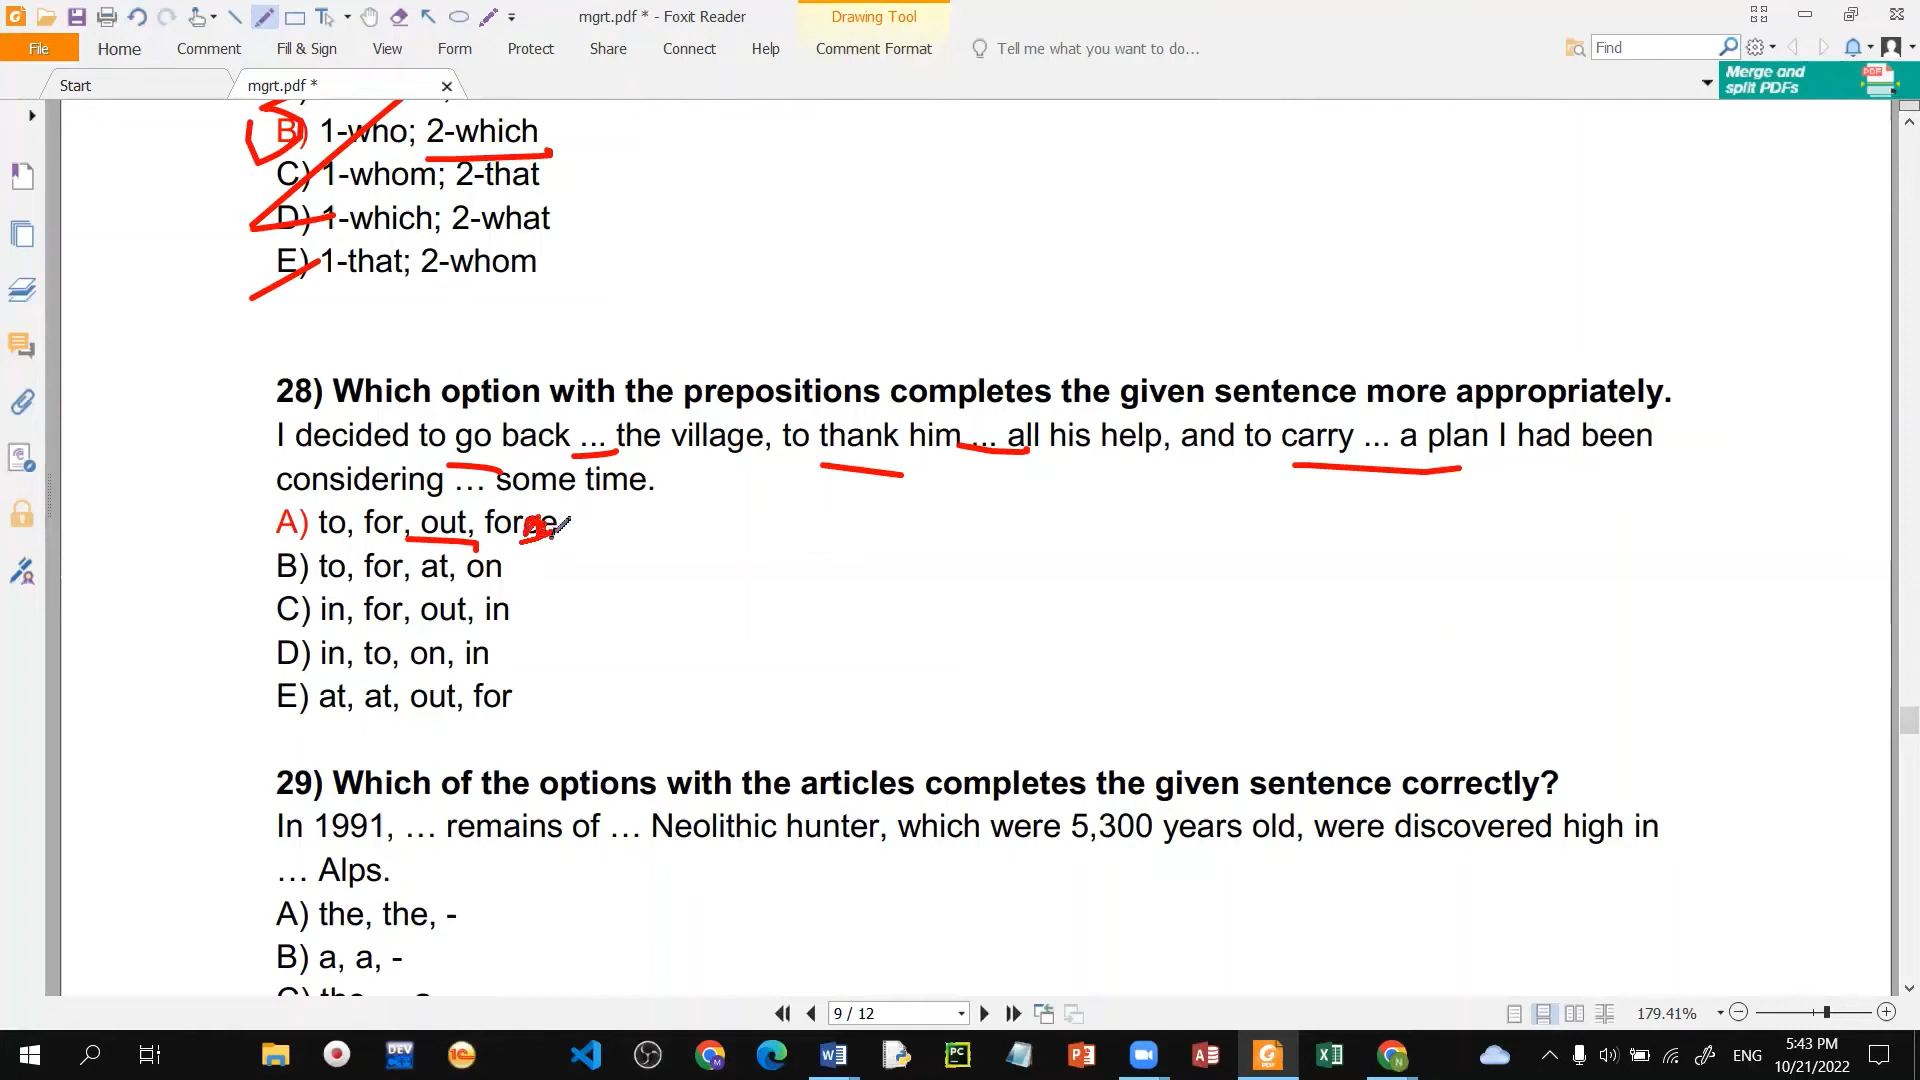 mgrt.pdf * - Foxit Reader
Drawing Tool
File Home Comment Fill & Sign View Form Protect Share Connect Help Comment Format Tell me what you want to do... Find
Start mgrt.pdf *
Merge and split PDFs
B) 1-who; 2-which
C) 1-whom; 2-that
D) 1-which; 2-what
E) 1-that; 2-whom
28) Which option with the prepositions completes the given sentence more appropriately.
I decided to go back ... the village, to thank him ... all his help, and to carry ... a plan I had been
considering … some time.
A) to, for, out, for
B) to, for, at, on
C) in, for, out, in
D) in, to, on, in
E) at, at, out, for
29) Which of the options with the articles completes the given sentence correctly?
In 1991, … remains of … Neolithic hunter, which were 5,300 years old, were discovered high in
… Alps.
A) the, the, -
B) a, a, -
9 / 12
179.41%
ENG
5:43 PM
10/21/2022